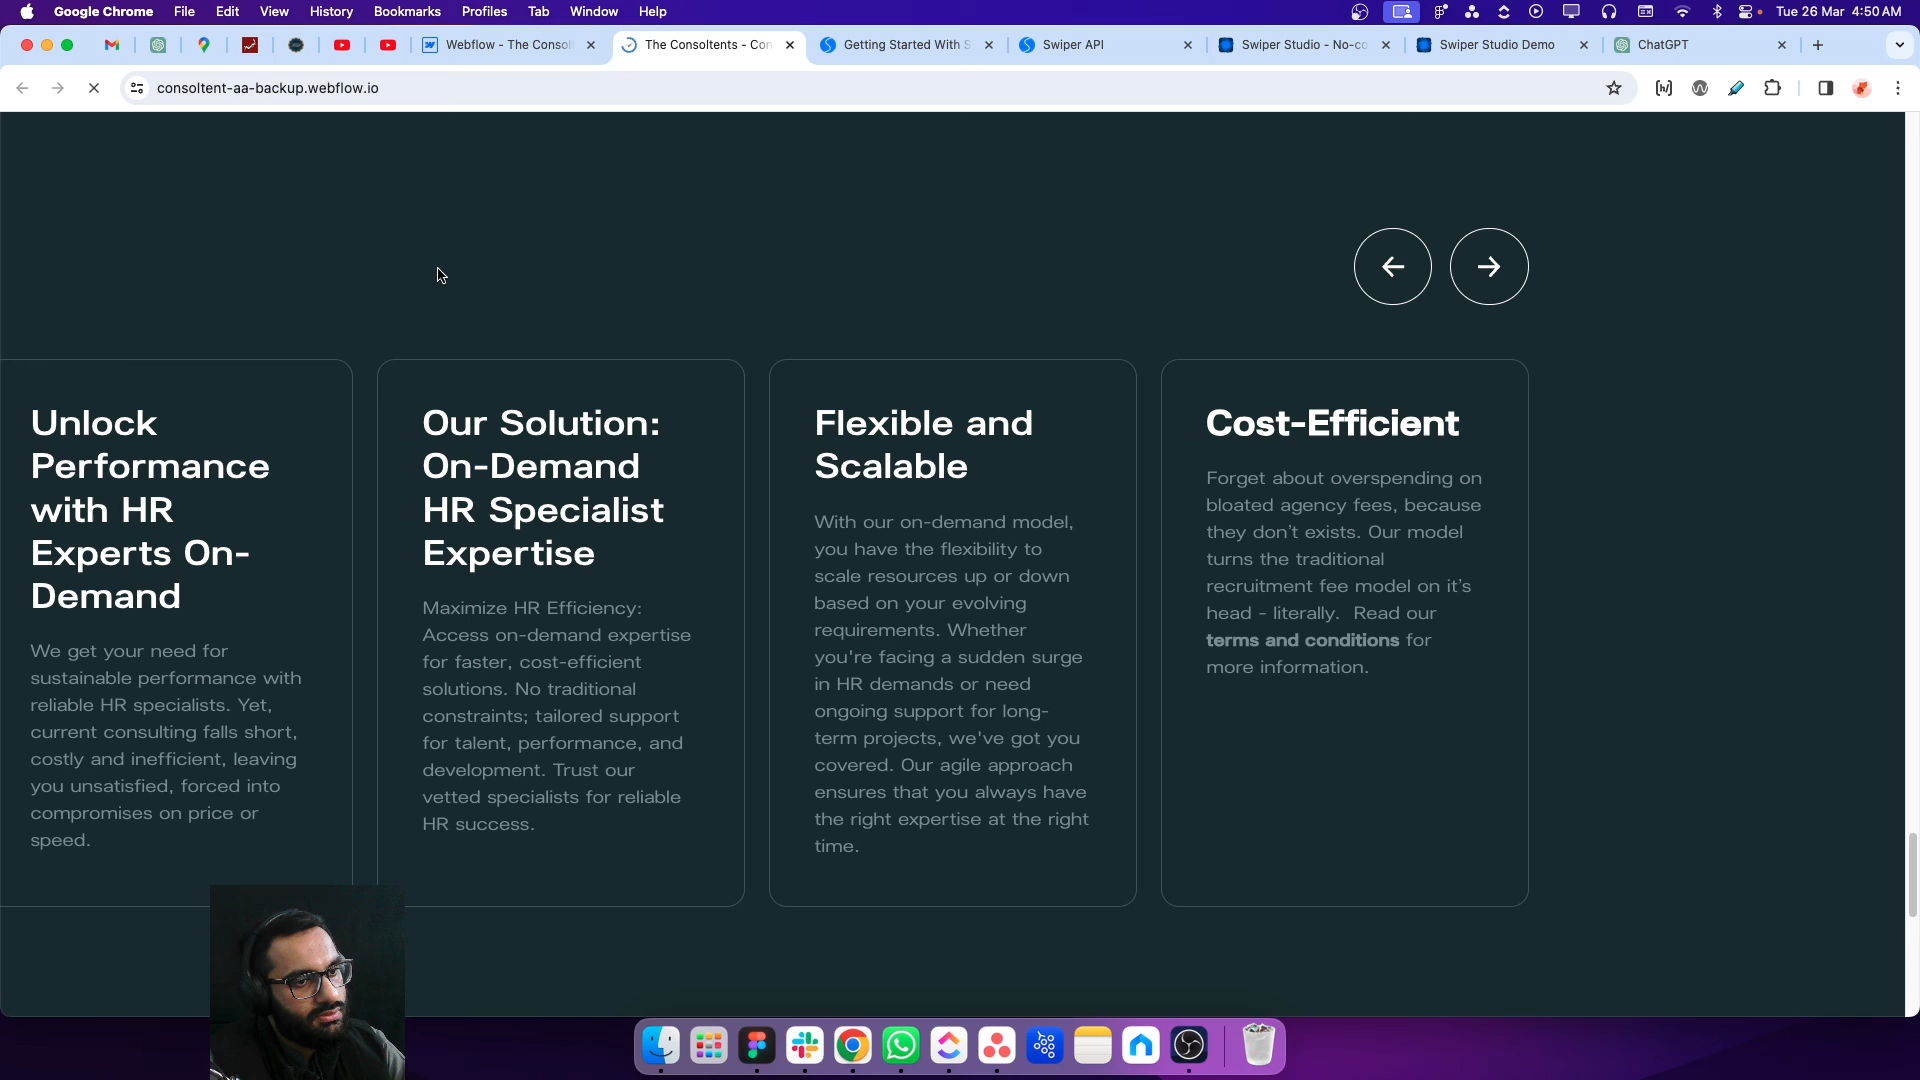 Google Chrome File Edit View History Bookmarks Profiles Tab Window Help Tue 26 Mar 4:50 AM
Webflow - The Consol The Consoltents - Con Getting Started With S Swiper API Swiper Studio - No-co Swiper Studio Demo ChatGPT
consoltent-aa-backup.webflow.io
Unlock
Performance
with HR
Experts On-
Demand
We get your need for
sustainable performance with
reliable HR specialists. Yet,
current consulting falls short,
costly and inefficient, leaving
you unsatisfied, forced into
compromises on price or
speed.
Our Solution:
On-Demand
HR Specialist
Expertise
Maximize HR Efficiency:
Access on-demand expertise
for faster, cost-efficient
solutions. No traditional
constraints; tailored support
for talent, performance, and
development. Trust our
vetted specialists for reliable
HR success.
Flexible and
Scalable
With our on-demand model,
you have the flexibility to
scale resources up or down
based on your evolving
requirements. Whether
you're facing a sudden surge
in HR demands or need
ongoing support for long-
term projects, we've got you
covered. Our agile approach
ensures that you always have
the right expertise at the right
time.
Cost-Efficient
Forget about overspending on
bloated agency fees, because
they don't exists. Our model
turns the traditional
recruitment fee model on it's
head - literally. Read our
terms and conditions for
more information.